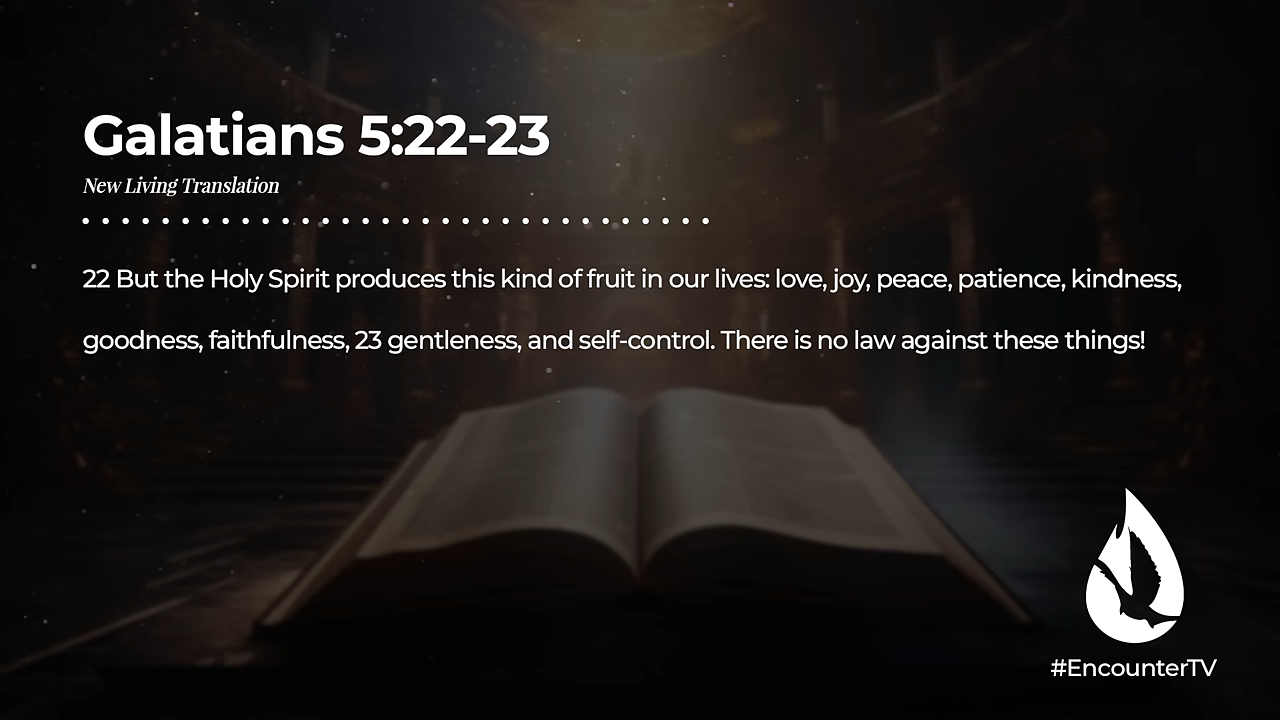 Galatians 5:22-23
New Living Translation
22 But the Holy Spirit produces this kind of fruit in our lives: love, joy, peace, patience, kindness,
goodness, faithfulness, 23 gentleness, and self-control. There is no law against these things!
#EncounterTV